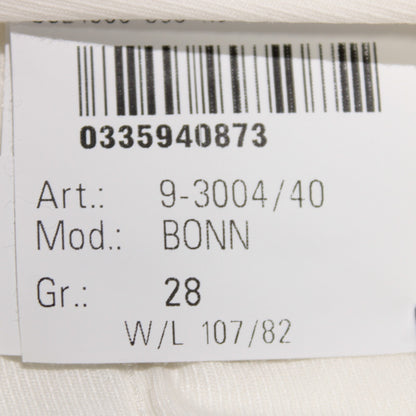 0335940873
Art.: 9-3004/40
Mod.: BONN
Gr.: 28
W/L 107/82